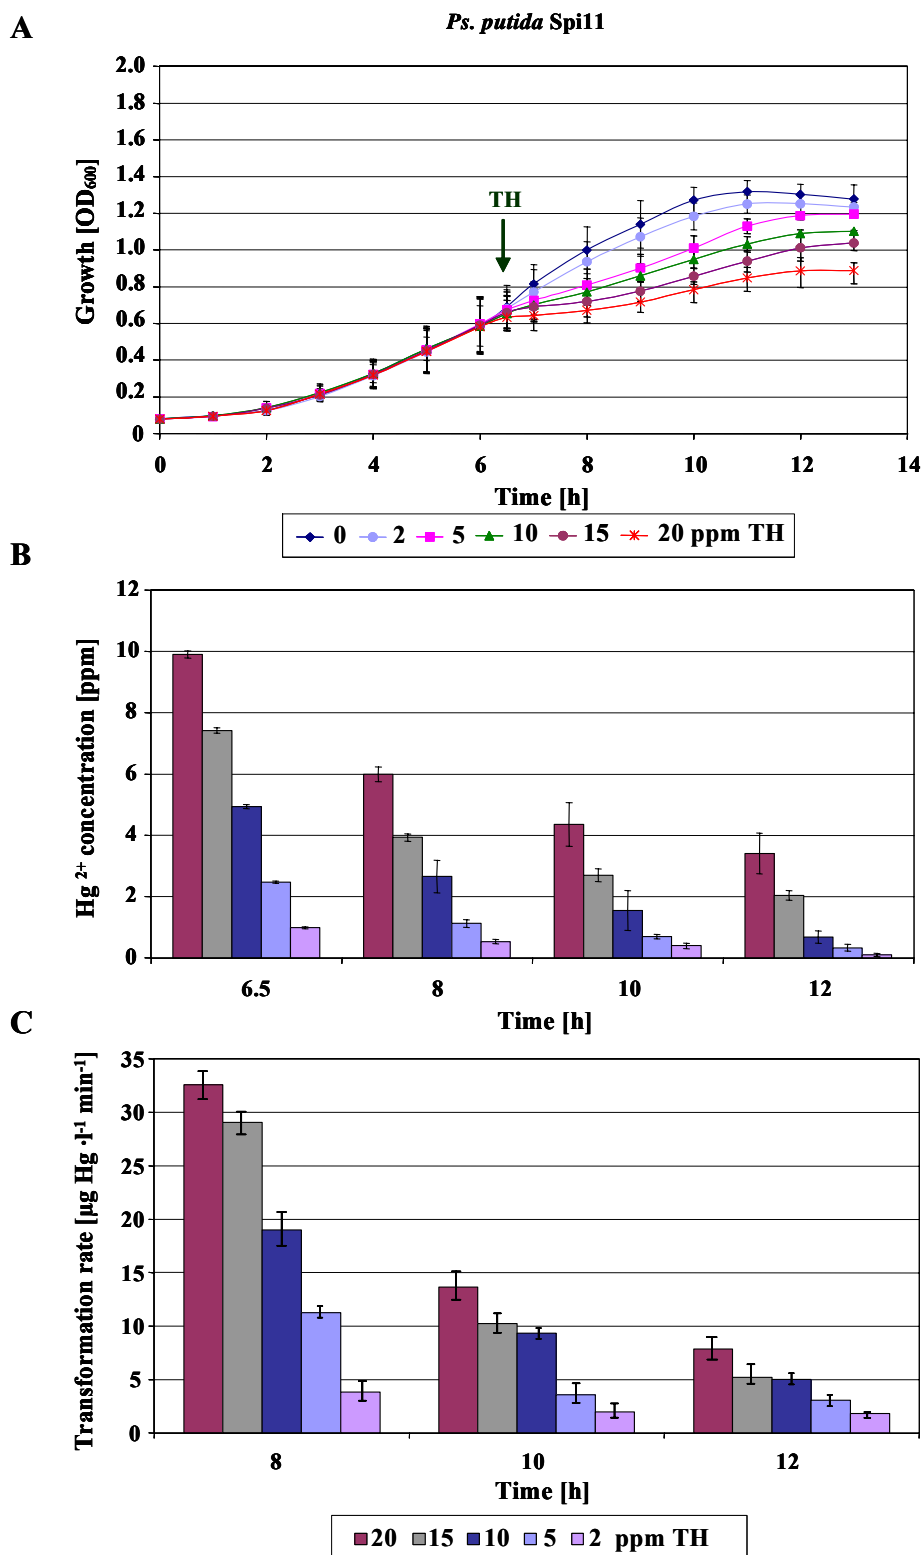 A
Ps. putida Spi11
Growth [OD600]
2.0
1.8
1.6
1.4
1.2
1.0
0.8
0.6
0.4
0.2
0
TH
0 2 4 6 8 10 12 14
Time [h]
0 2 5 10 15 20 ppm TH
B
Hg 2+ concentration [ppm]
12
10
8
6
4
2
0
6.5 8 10 12
Time [h]
C
Transformation rate [µg Hg ·l-1 min-1]
35
30
25
20
15
10
5
0
8 10 12
Time [h]
20 15 10 5 2 ppm TH